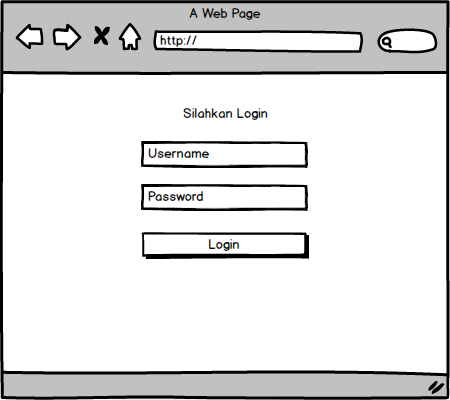 A Web Page
http://
Silahkan Login
Username
Password
Login